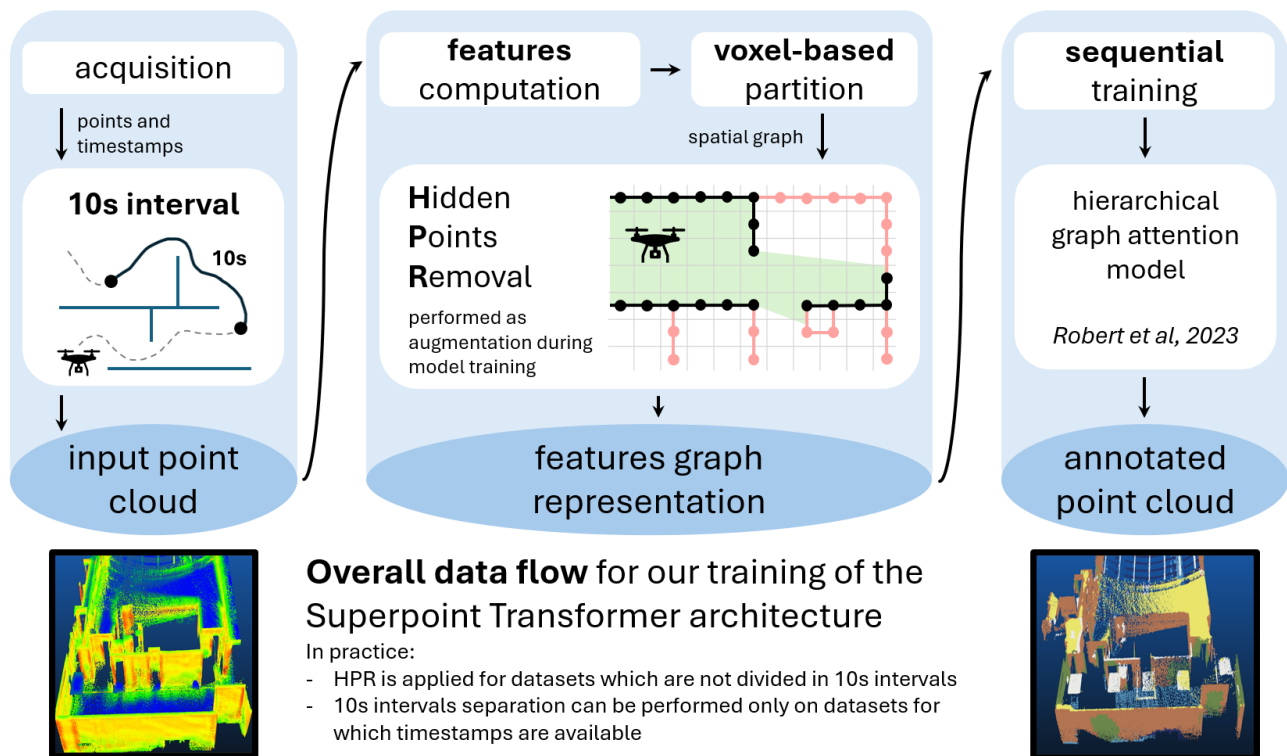 acquisition
points and
timestamps
10s interval
10s
input point
cloud
features
computation
voxel-based
partition
spatial graph
Hidden
Points
Removal
performed as
augmentation during
model training
features graph
representation
sequential
training
hierarchical
graph attention
model
Robert et al, 2023
annotated
point cloud
Overall data flow for our training of the
Superpoint Transformer architecture
In practice:
- HPR is applied for datasets which are not divided in 10s intervals
- 10s intervals separation can be performed only on datasets for
which timestamps are available